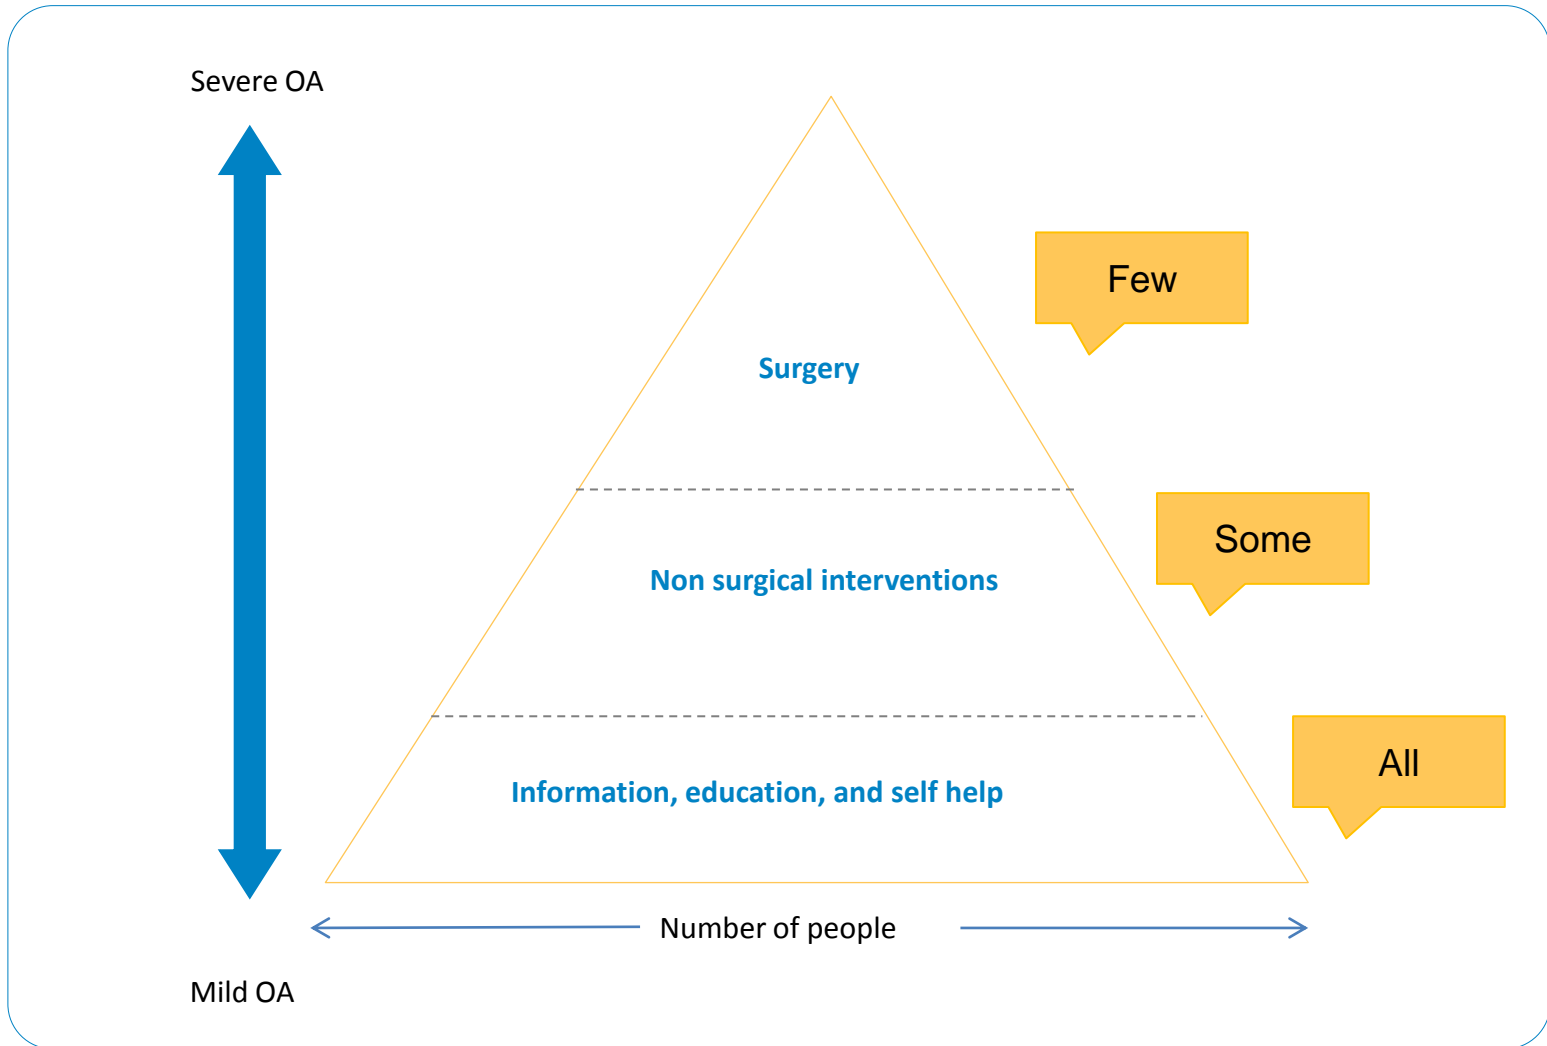 Severe OA
Few
Surgery
Some
Non surgical interventions
All
Information, education, and self help
Number of people
Mild OA